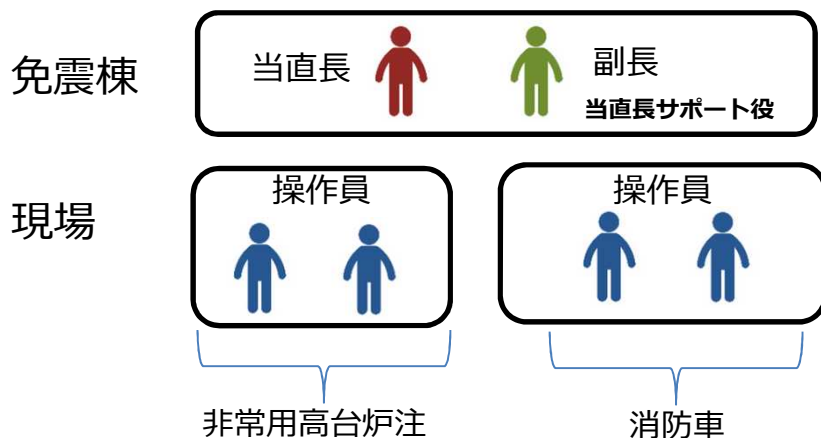 免震棟
当直長
副長
当直長サポート役
現場
操作員
操作員
非常用高台炉注
消防車